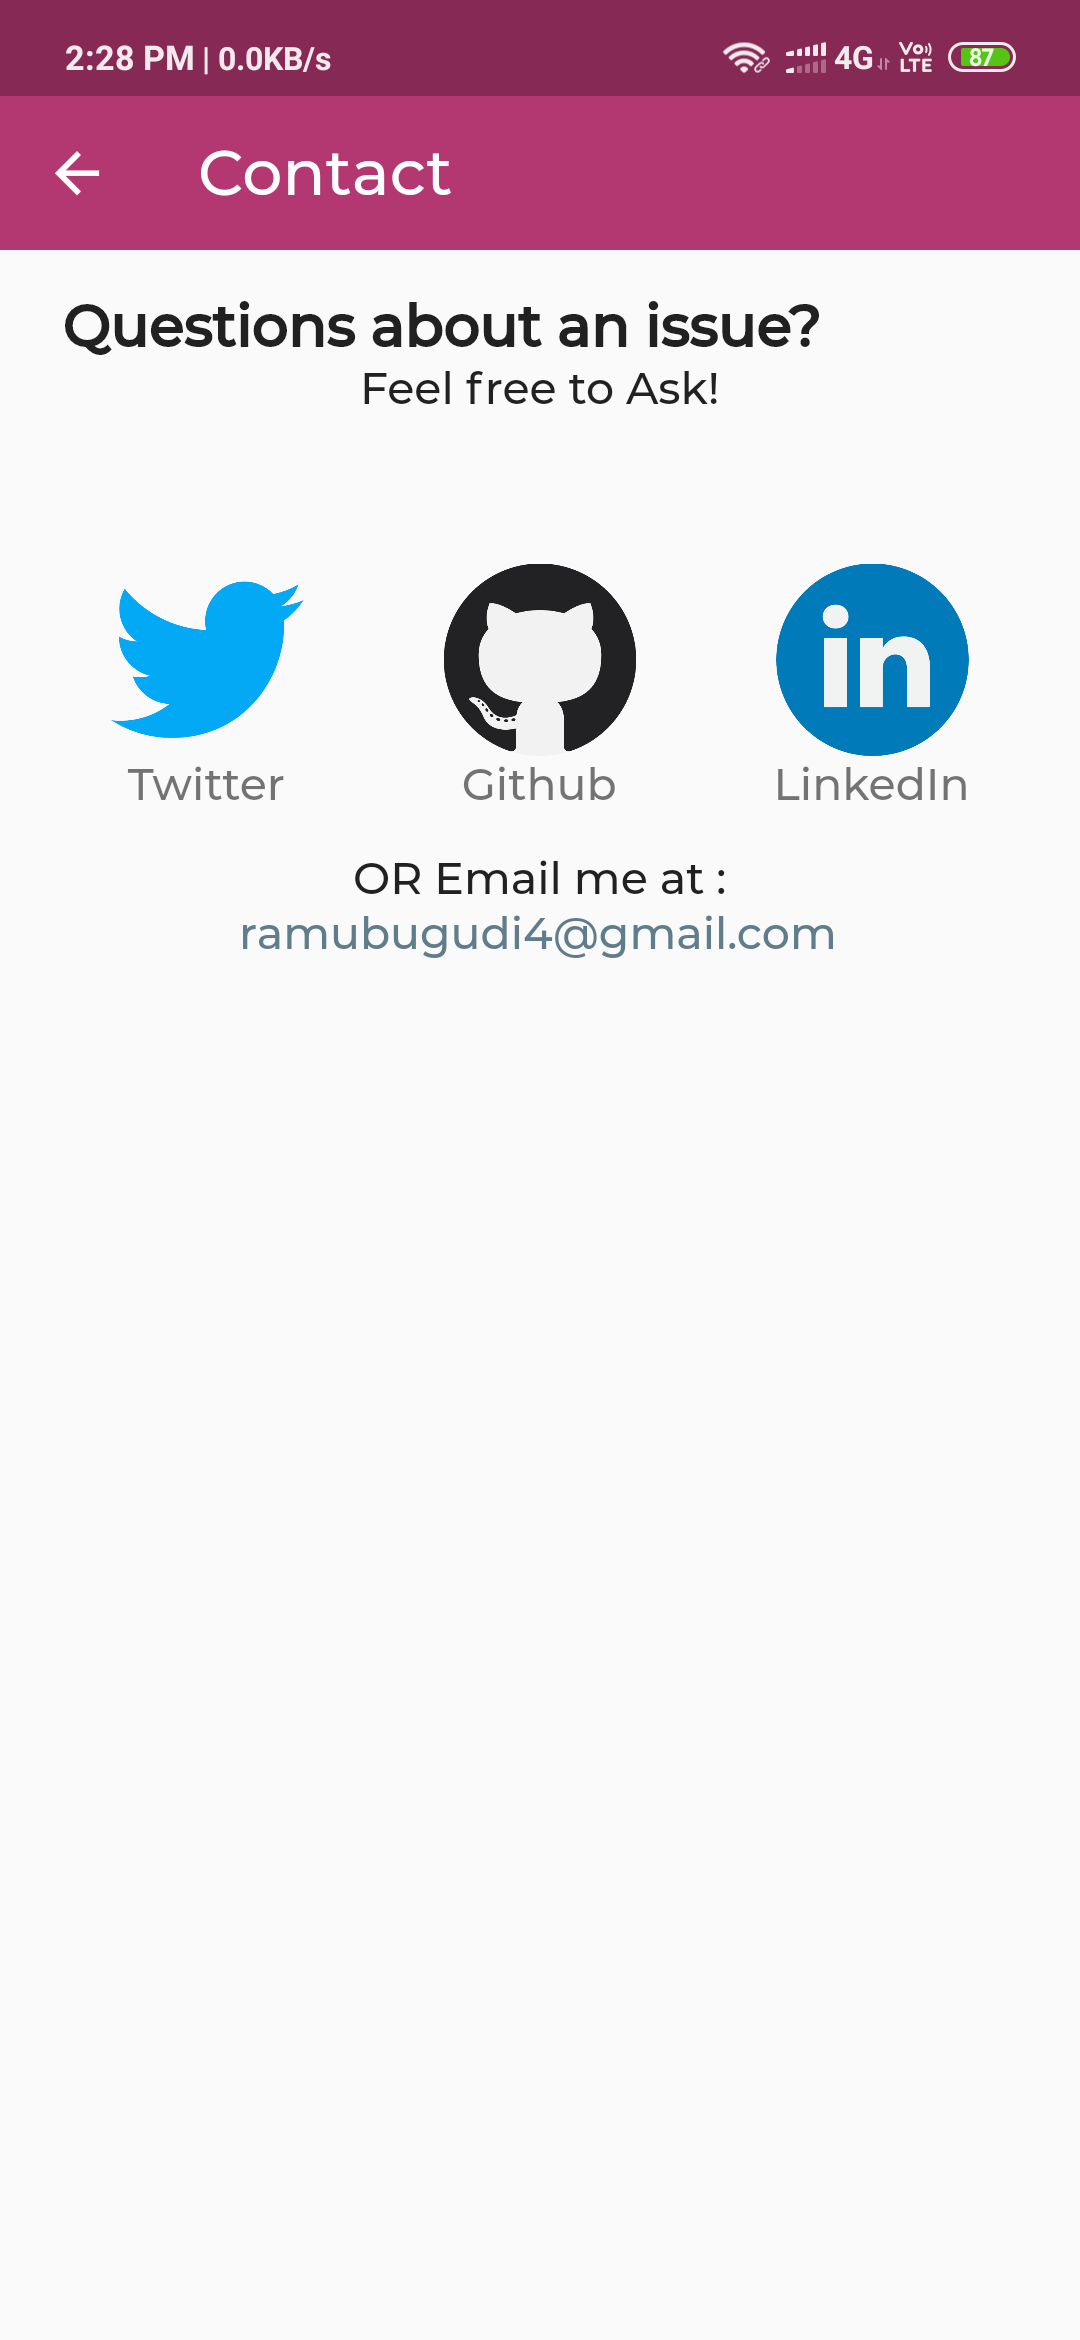 2:28 PM | 0.0KB/s 4G Vo) LTE 87
Contact
Questions about an issue?
Feel free to Ask!
in
Twitter Github LinkedIn
OR Email me at :
ramubugudi4@gmail.com